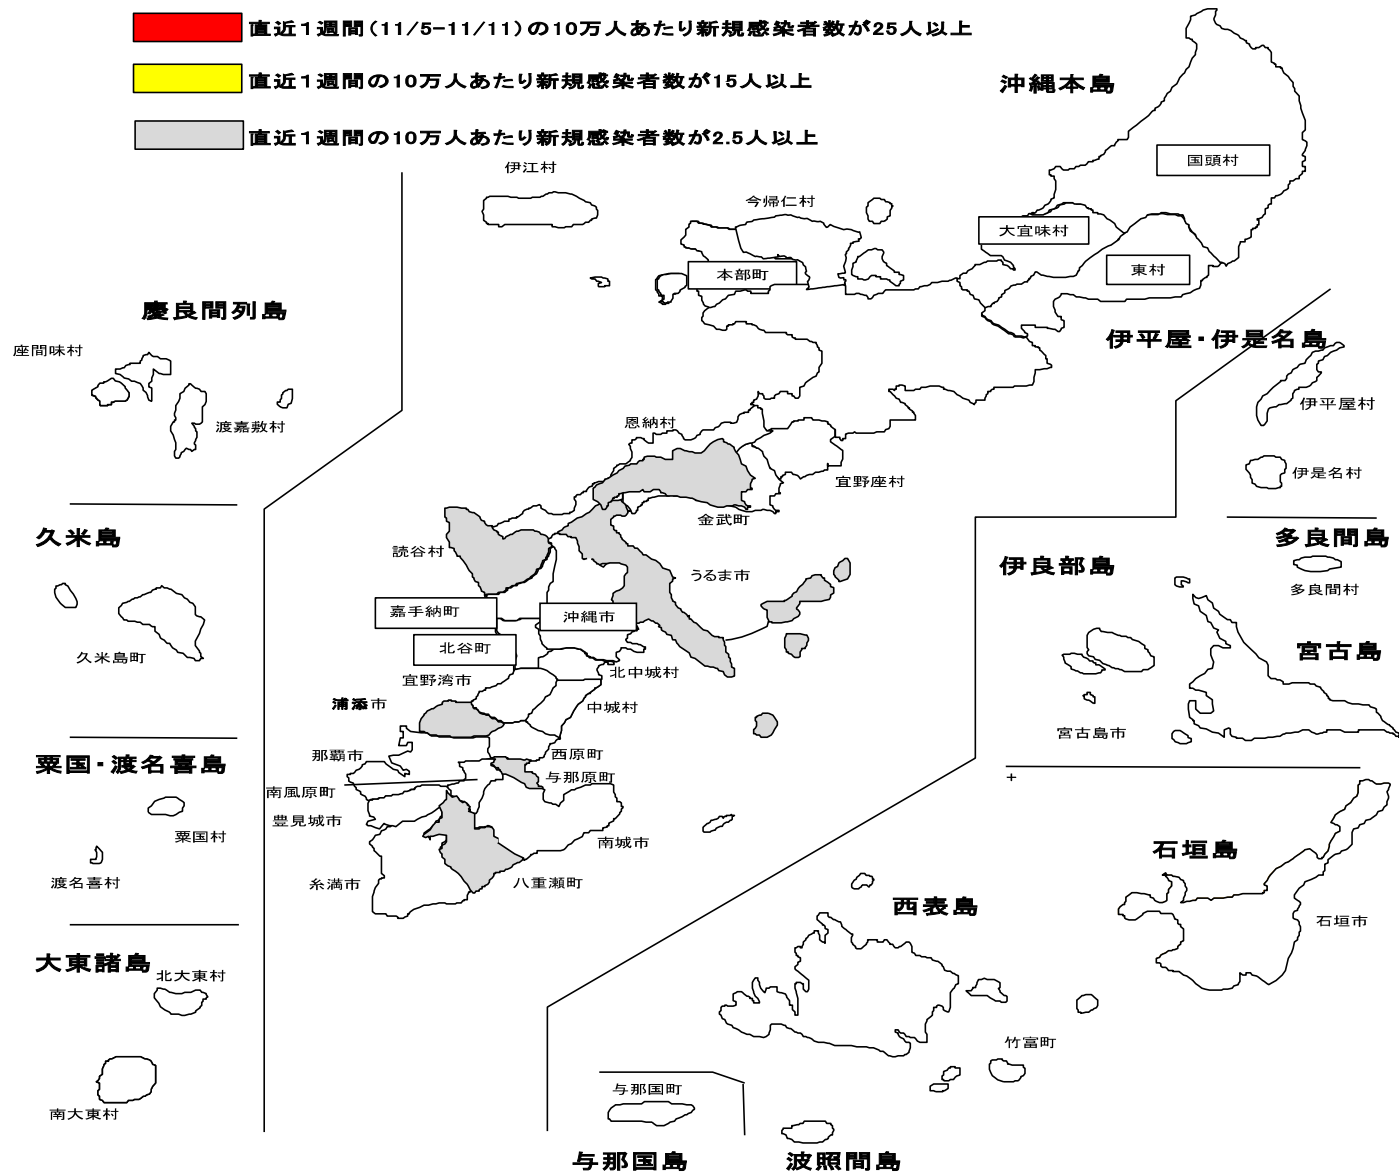 直近１週間（11/5-11/11）の10万人あたり新規感染者数が25人以上
直近１週間の10万人あたり新規感染者数が15人以上
直近１週間の10万人あたり新規感染者数が2.5人以上
沖縄本島
国頭村
伊江村
今帰仁村
大宜味村
東村
本部町
慶良間列島
座間味村
渡嘉敷村
伊平屋・伊是名島
伊平屋村
伊是名村
恩納村
宜野座村
金武町
久米島
久米島町
読谷村
うるま市
嘉手納町
沖縄市
北谷町
北中城村
宜野湾市
浦添市
中城村
那覇市
西原町
与那原町
南風原町
豊見城市
南城市
糸満市
八重瀬町
多良間島
多良間村
伊良部島
宮古島
宮古島市
粟国・渡名喜島
粟国村
渡名喜村
+
石垣島
石垣市
西表島
竹富町
大東諸島
北大東村
南大東村
与那国町
与那国島
波照間島